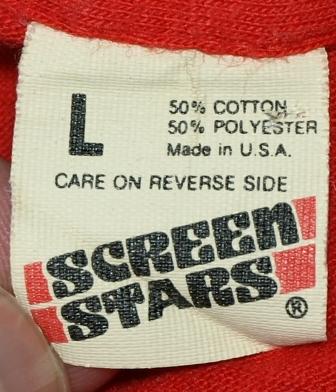 L
50% COTTON
50% POLYESTER
Made in U.S.A.
CARE ON REVERSE SIDE
SCREEN
STARS ®